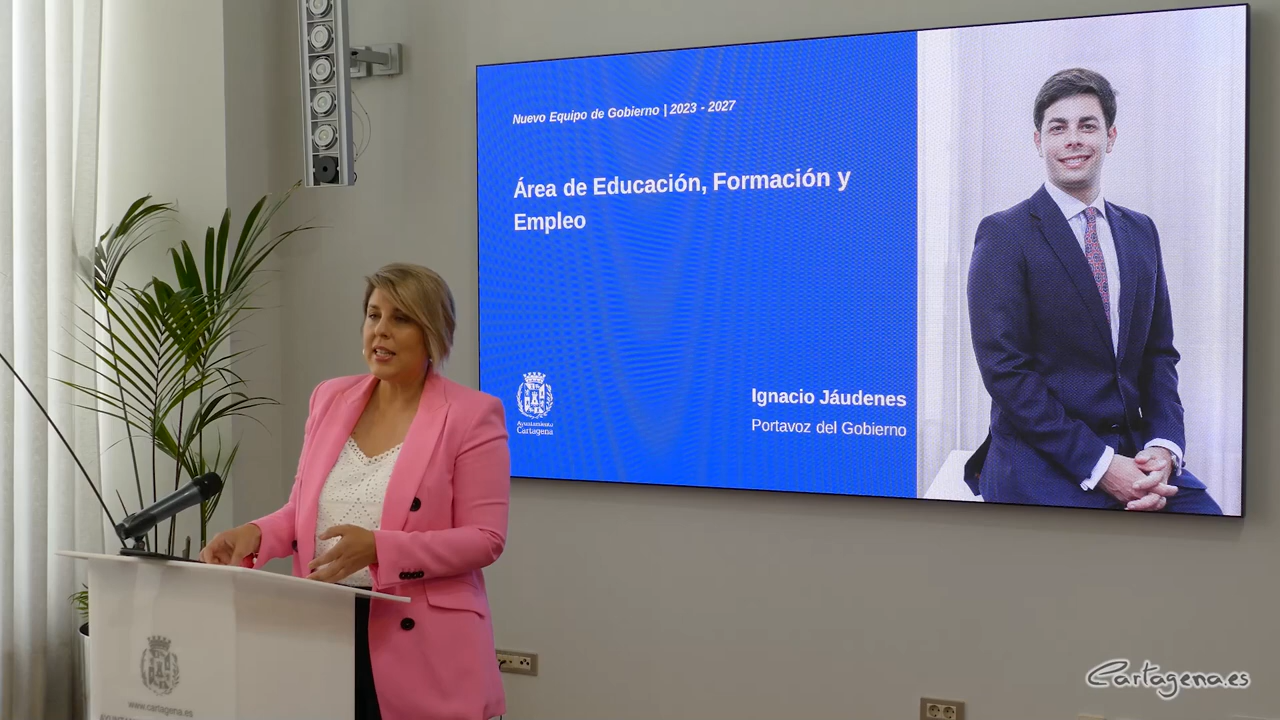 Nuevo Equipo de Gobierno | 2023 - 2027
Área de Educación, Formación y
Empleo
Ayuntamiento
Cartagena
Ignacio Jáudenes
Portavoz del Gobierno
www.cartagena.es
Cartagena.es